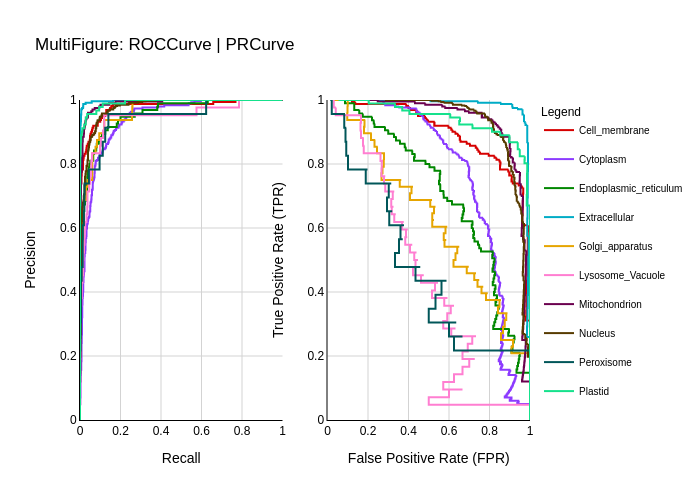 MultiFigure: ROCCurve | PRCurve
Precision
1
0.8
0.6
0.4
0.2
0
0
0.2
0.4
0.6
0.8
1
Recall
True Positive Rate (TPR)
1
0.8
0.6
0.4
0.2
0
0
0.2
0.4
0.6
0.8
1
False Positive Rate (FPR)
Legend
Cell_membrane
Cytoplasm
Endoplasmic_reticulum
Extracellular
Golgi_apparatus
Lysosome_Vacuole
Mitochondrion
Nucleus
Peroxisome
Plastid